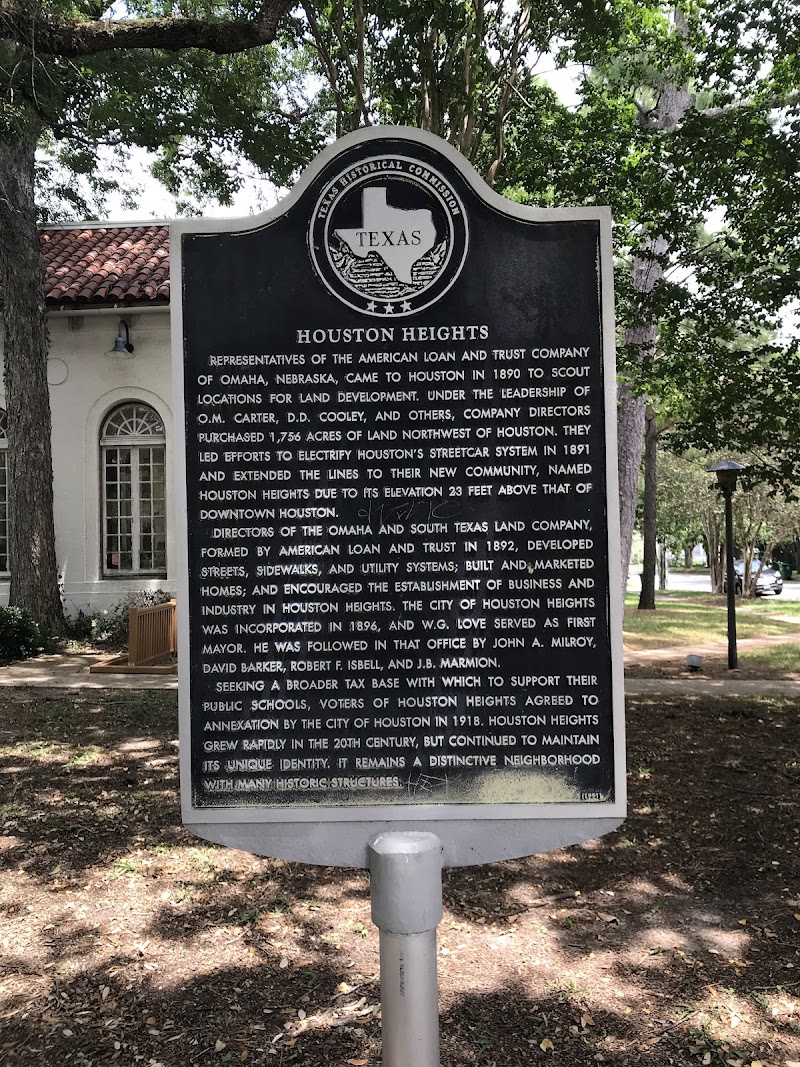 TEXAS HISTORICAL COMMISSION
TEXAS
HOUSTON HEIGHTS
REPRESENTATIVES OF THE AMERICAN LOAN AND TRUST COMPANY
OF OMAHA, NEBRASKA, CAME TO HOUSTON IN 1890 TO SCOUT
LOCATIONS FOR LAND DEVELOPMENT. UNDER THE LEADERSHIP OF
O.M. CARTER, D.D. COOLEY, AND OTHERS, COMPANY DIRECTORS
PURCHASED 1,756 ACRES OF LAND NORTHWEST OF HOUSTON. THEY
LED EFFORTS TO ELECTRIFY HOUSTON'S STREETCAR SYSTEM IN 1891
AND EXTENDED THE LINES TO THEIR NEW COMMUNITY, NAMED
HOUSTON HEIGHTS DUE TO ITS ELEVATION 23 FEET ABOVE THAT OF
DOWNTOWN HOUSTON.
DIRECTORS OF THE OMAHA AND SOUTH TEXAS LAND COMPANY,
FORMED BY AMERICAN LOAN AND TRUST IN 1892, DEVELOPED
STREETS, SIDEWALKS, AND UTILITY SYSTEMS; BUILT AND MARKETED
HOMES; AND ENCOURAGED THE ESTABLISHMENT OF BUSINESS AND
INDUSTRY IN HOUSTON HEIGHTS. THE CITY OF HOUSTON HEIGHTS
WAS INCORPORATED IN 1896, AND W.G. LOVE SERVED AS FIRST
MAYOR. HE WAS FOLLOWED IN THAT OFFICE BY JOHN A. MILROY,
DAVID BARKER, ROBERT F. ISBELL, AND J.B. MARMION.
SEEKING A BROADER TAX BASE WITH WHICH TO SUPPORT THEIR
PUBLIC SCHOOLS, VOTERS OF HOUSTON HEIGHTS AGREED TO
ANNEXATION BY THE CITY OF HOUSTON IN 1918. HOUSTON HEIGHTS
GREW RAPIDLY IN THE 20TH CENTURY, BUT CONTINUED TO MAINTAIN
ITS UNIQUE IDENTITY. IT REMAINS A DISTINCTIVE NEIGHBORHOOD
WITH MANY HISTORIC STRUCTURES.
(1991)